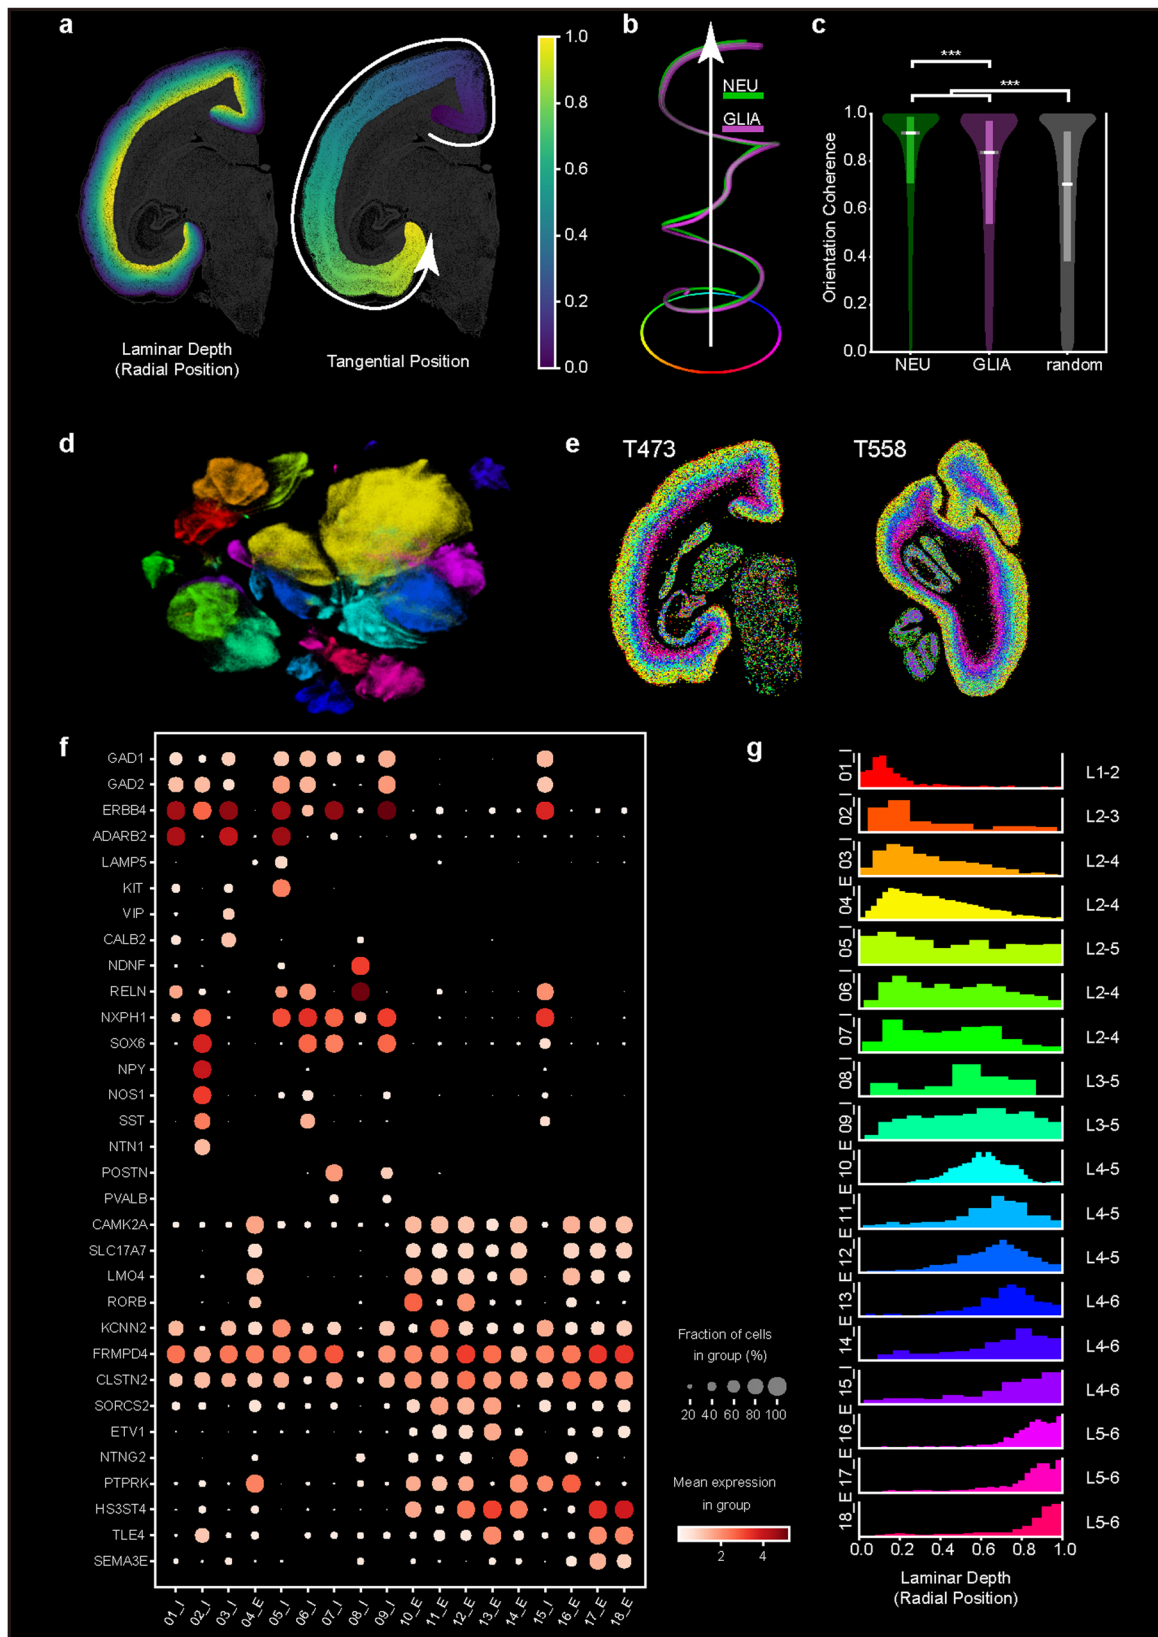 a
1.0
0.8
0.6
0.4
0.2
0.0
Laminar Depth
(Radial Position)
Tangential Position
b
NEU
GLIA
c
***
***
Orientation Coherence
1.0
0.8
0.6
0.4
0.2
0.0
NEU
GLIA
random
d
e
T473
T558
f
GAD1
GAD2
ERBB4
ADARB2
LAMP5
KIT
VIP
CALB2
NDNF
RELN
NXPH1
SOX6
NPY
NOS1
SST
NTN1
POSTN
PVALB
CAMK2A
SLC17A7
LMO4
RORB
KCNN2
FRMPD4
CLSTN2
SORCS2
ETV1
NTNG2
PTPRK
HS3ST4
TLE4
SEMA3E
01_I
02_I
03_I
04_E
05_I
06_I
07_I
08_I
09_I
10_E
11_E
12_E
13_E
14_E
15_I
16_E
17_E
18_E
Fraction of cells
in group (%)
20 40 60 80 100
Mean expression
in group
2 4
g
01_I L1-2
02_I L2-3
03_I L2-4
04_E L2-4
05_I L2-5
06_I L2-4
07_I L2-4
08_I L3-5
09_I L3-5
10_E L4-5
11_E L4-5
12_E L4-5
13_E L4-6
14_E L4-6
15_I L4-6
16_E L5-6
17_E L5-6
18_E L5-6
0.0 0.2 0.4 0.6 0.8 1.0
Laminar Depth
(Radial Position)